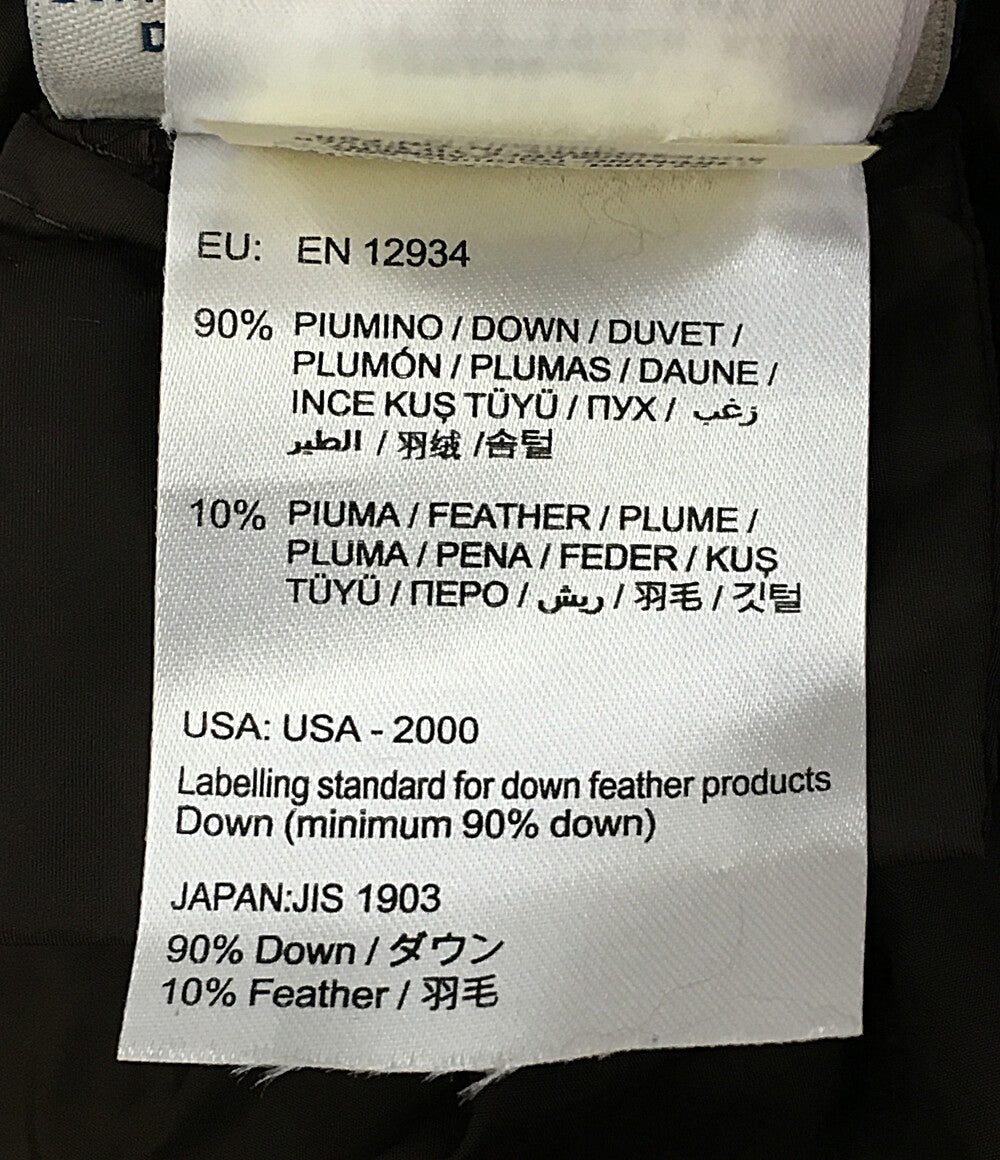 EU: EN 12934
90% PIUMINO / DOWN / DUVET /
PLUMÓN / PLUMAS / DAUNE /
INCE KUŞ TÜYÜ / ПУХ / زغب
الطير / 羽绒 /솜털
10% PIUMA / FEATHER / PLUME /
PLUMA / PENA / FEDER / KUŞ
TÜYÜ / ПЕРО / ريش / 羽毛 / 깃털
USA: USA - 2000
Labelling standard for down feather products
Down (minimum 90% down)
JAPAN:JIS 1903
90% Down / ダウン
10% Feather / 羽毛